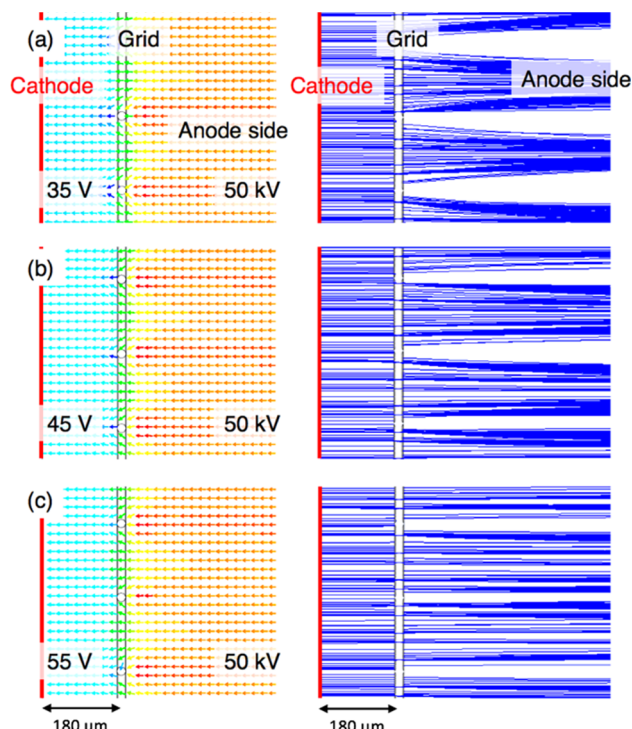 (a)
Grid
Cathode
Anode side
35 V
50 kV
Grid
Cathode
Anode side
(b)
45 V
50 kV
(c)
55 V
50 kV
180 µm
180 µm